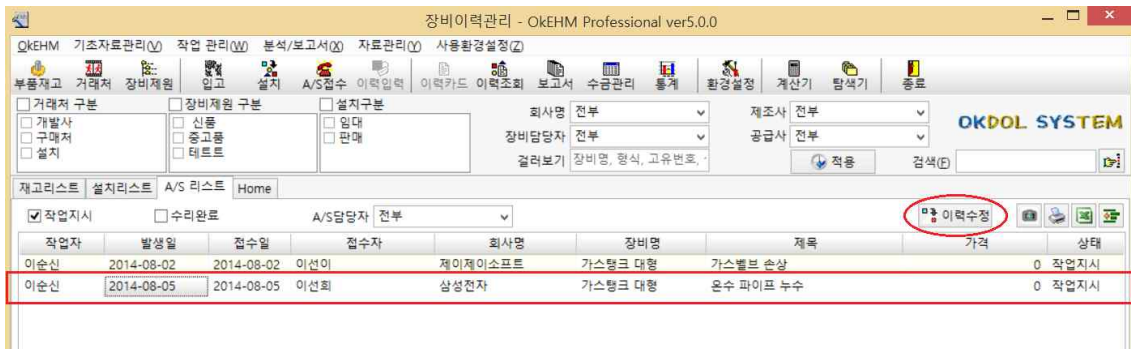 장비이력관리 - OkEHM Professional ver5.0.0
OkEHM 기초자료관리(V) 작업 관리(W) 분석/보고서(X) 자료관리(Y) 사용환경설정(Z)
부품재고 거래처 장비제원 입고 설치 A/S접수 이력입력 이력카드 이력조회 보고서 수금관리 통계 환경설정 계산기 탐색기 종료
거래처 구분 장비제원 구분 설치구분 회사명 전부 제조사 전부
개발사 신품 임대
구매처 중고품 판매 장비담당자 전부 공급사 전부
설치 테트트
걸러보기 장비명, 형식, 고유번호, 적용 검색(F)
OKDOL SYSTEM
재고리스트 설치리스트 A/S 리스트 Home
작업지시 수리완료 A/S담당자 전부 이력수정
작업자 발생일 접수일 접수자 회사명 장비명 제목 가격 상태
이순신 2014-08-02 2014-08-02 이선이 제이제이소프트 가스탱크 대형 가스벨브 손상 0 작업지시
이순신 2014-08-05 2014-08-05 이선희 삼성전자 가스탱크 대형 온수 파이프 누수 0 작업지시